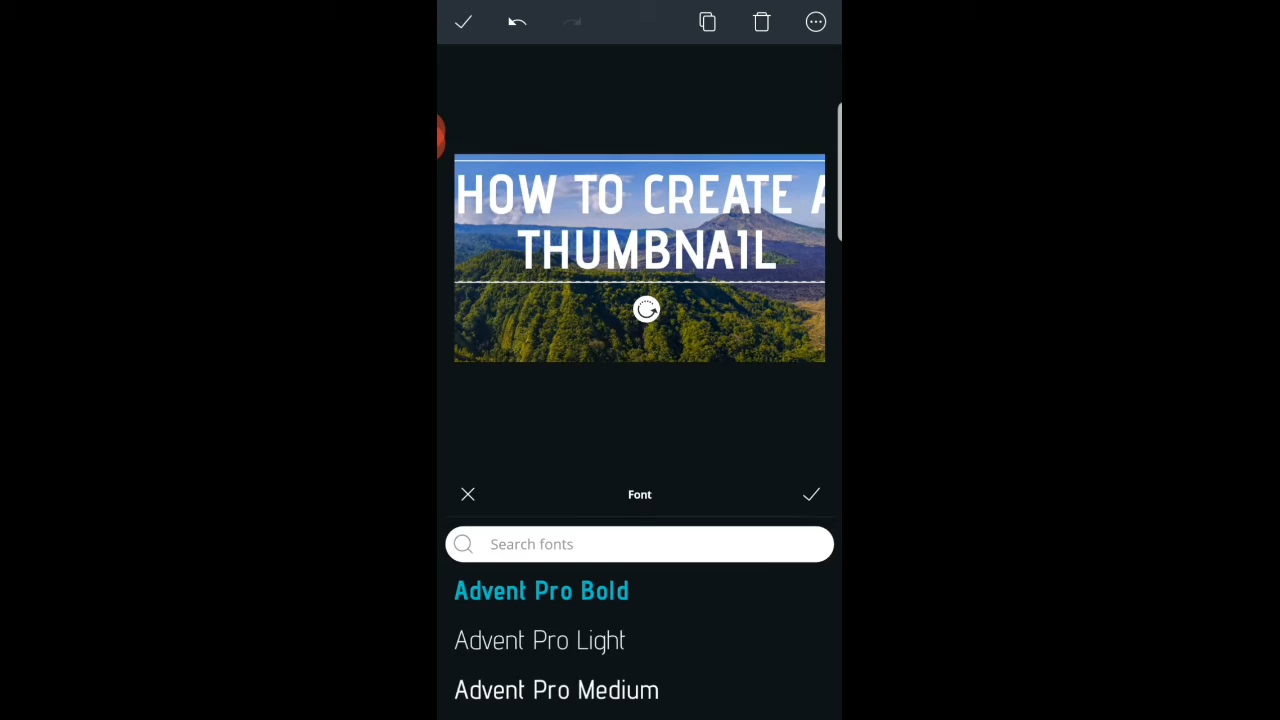 HOW TO CREATE A
THUMBNAIL
Font
Search fonts
Advent Pro Bold
Advent Pro Light
Advent Pro Medium